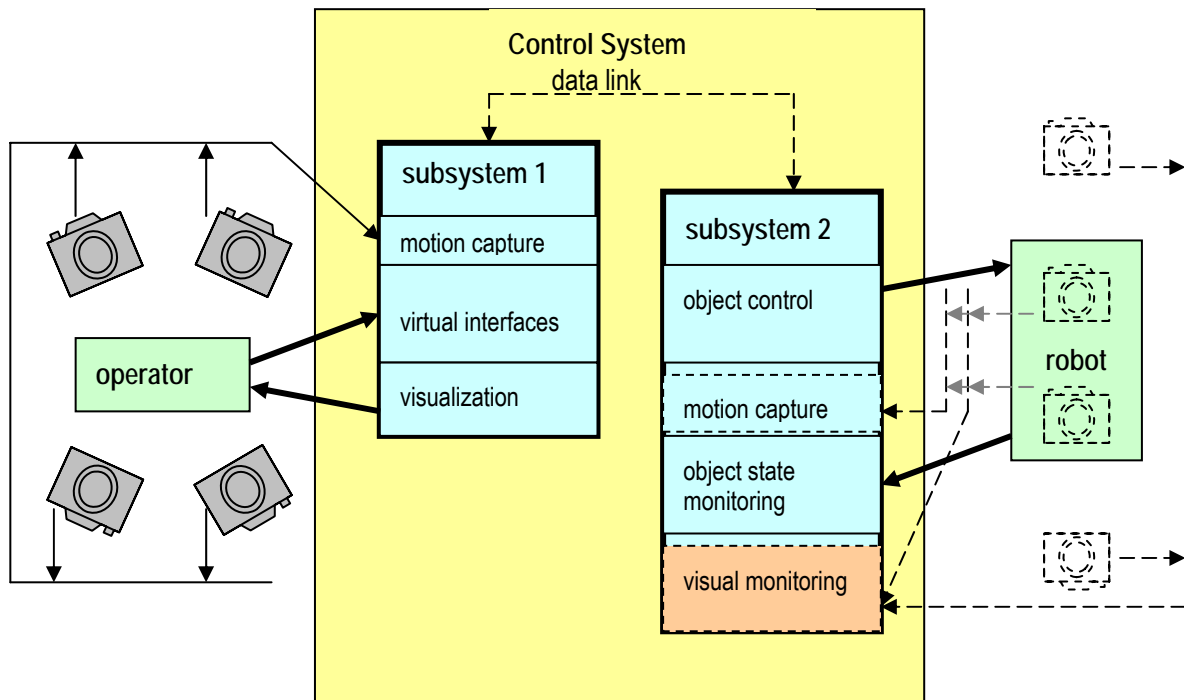 Control System
data link
subsystem 1
motion capture
virtual interfaces
visualization
operator
subsystem 2
object control
motion capture
object state
monitoring
visual monitoring
robot